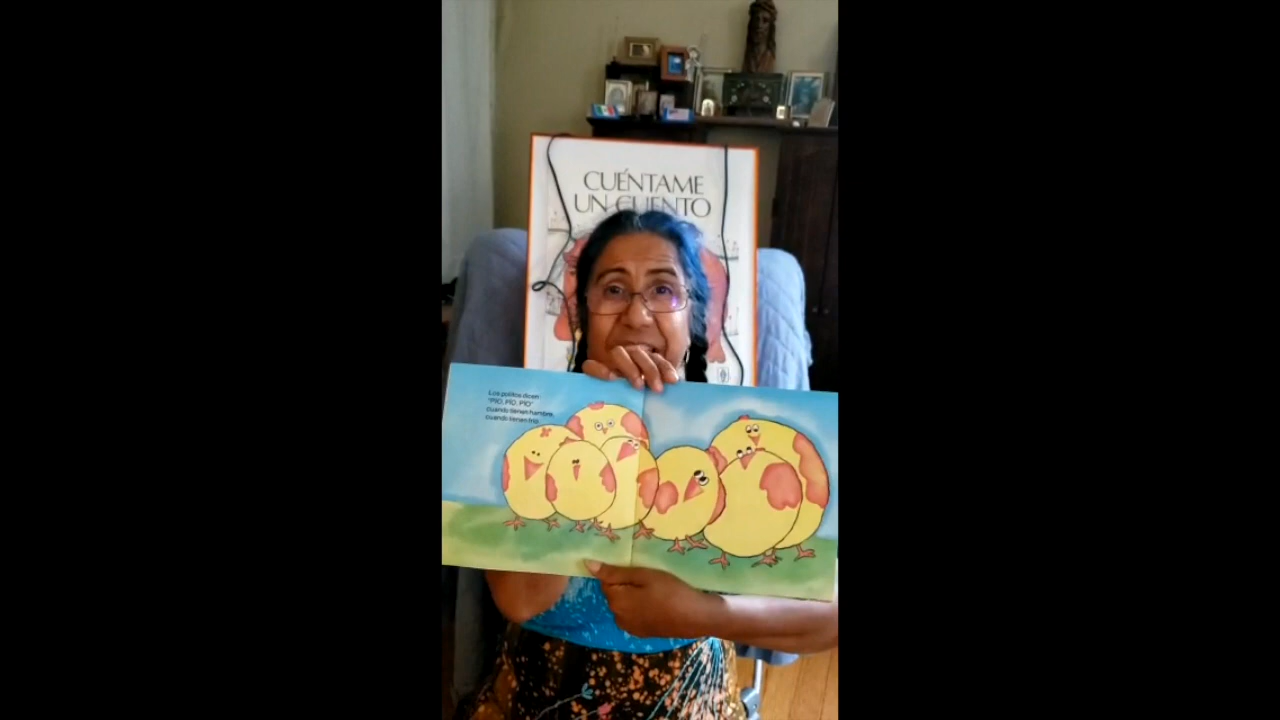 CUÉNTAME
UN CUENTO
Los pollitos dicen
"PÍO, PÍO, PÍO"
cuando tienen hambre,
cuando tienen frío.